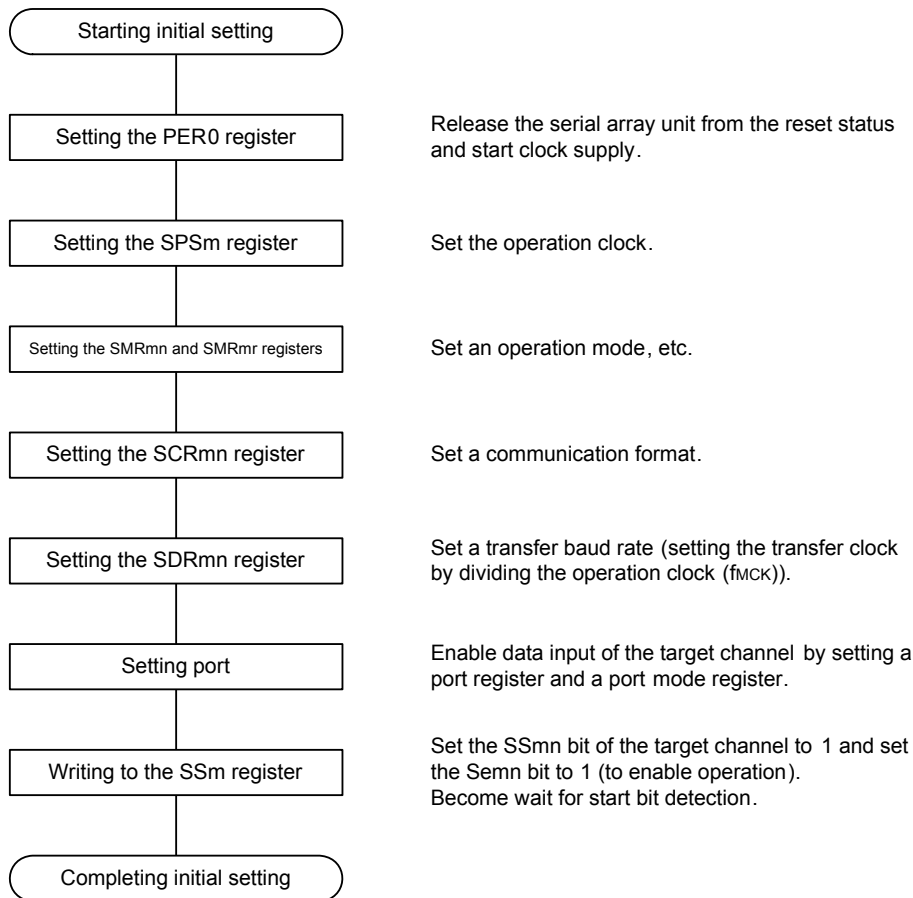 Starting initial setting
Setting the PER0 register
Release the serial array unit from the reset status
and start clock supply.
Setting the SPSm register
Set the operation clock.
Setting the SMRmn and SMRmr registers
Set an operation mode, etc.
Setting the SCRmn register
Set a communication format.
Setting the SDRmn register
Set a transfer baud rate (setting the transfer clock
by dividing the operation clock (fMCK)).
Setting port
Enable data input of the target channel by setting a
port register and a port mode register.
Writing to the SSm register
Set the SSmn bit of the target channel to 1 and set
the Semn bit to 1 (to enable operation).
Become wait for start bit detection.
Completing initial setting